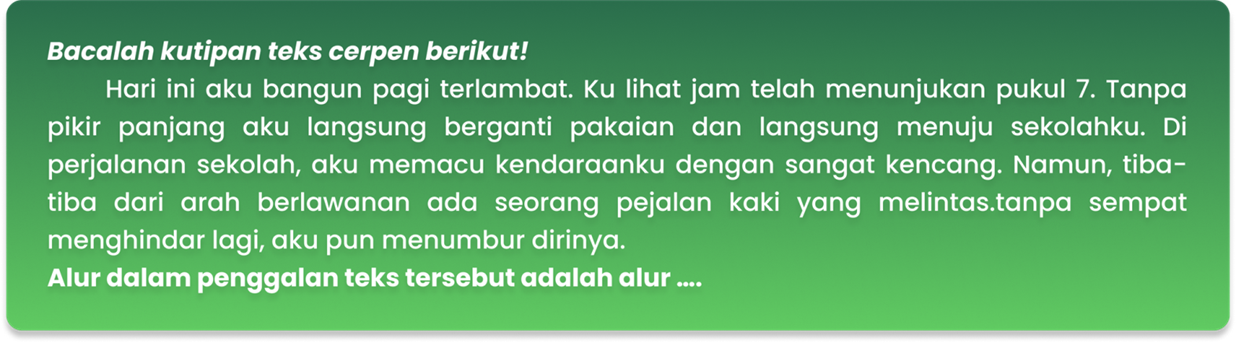 Bacalah kutipan teks cerpen berikut!
Hari ini aku bangun pagi terlambat. Ku lihat jam telah menunjukan pukul 7. Tanpa
pikir panjang aku langsung berganti pakaian dan langsung menuju sekolahku. Di
perjalanan sekolah, aku memacu kendaraanku dengan sangat kencang. Namun, tiba-
tiba dari arah berlawanan ada seorang pejalan kaki yang melintas.tanpa sempat
menghindar lagi, aku pun menumbur dirinya.
Alur dalam penggalan teks tersebut adalah alur ....